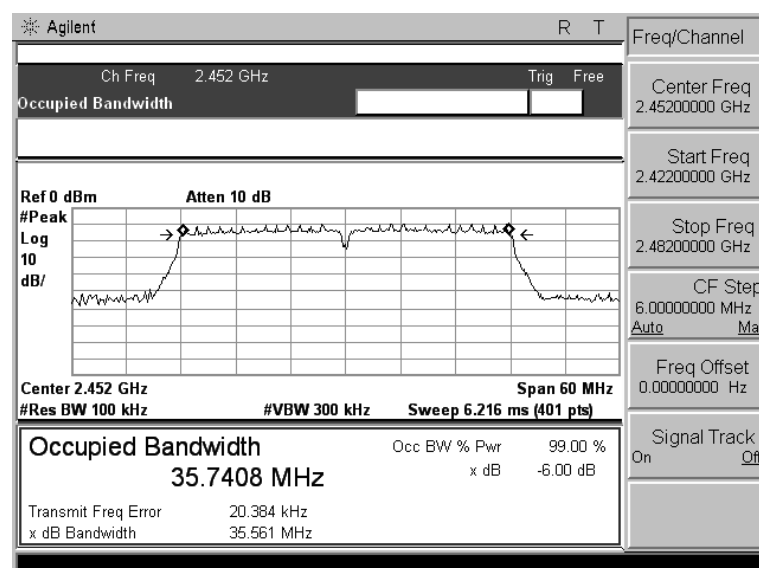 Agilent R T
Freq/Channel
Ch Freq 2.452 GHz Trig Free
Occupied Bandwidth
Center Freq
2.45200000 GHz
Start Freq
2.42200000 GHz
Stop Freq
2.48200000 GHz
CF Step
6.00000000 MHz
Auto Ma
Freq Offset
0.00000000 Hz
Signal Track
On Off
Ref 0 dBm Atten 10 dB
#Peak
Log
10
dB/
Center 2.452 GHz Span 60 MHz
#Res BW 100 kHz #VBW 300 kHz Sweep 6.216 ms (401 pts)
Occupied Bandwidth Occ BW % Pwr 99.00 %
35.7408 MHz x dB -6.00 dB
Transmit Freq Error 20.384 kHz
x dB Bandwidth 35.561 MHz